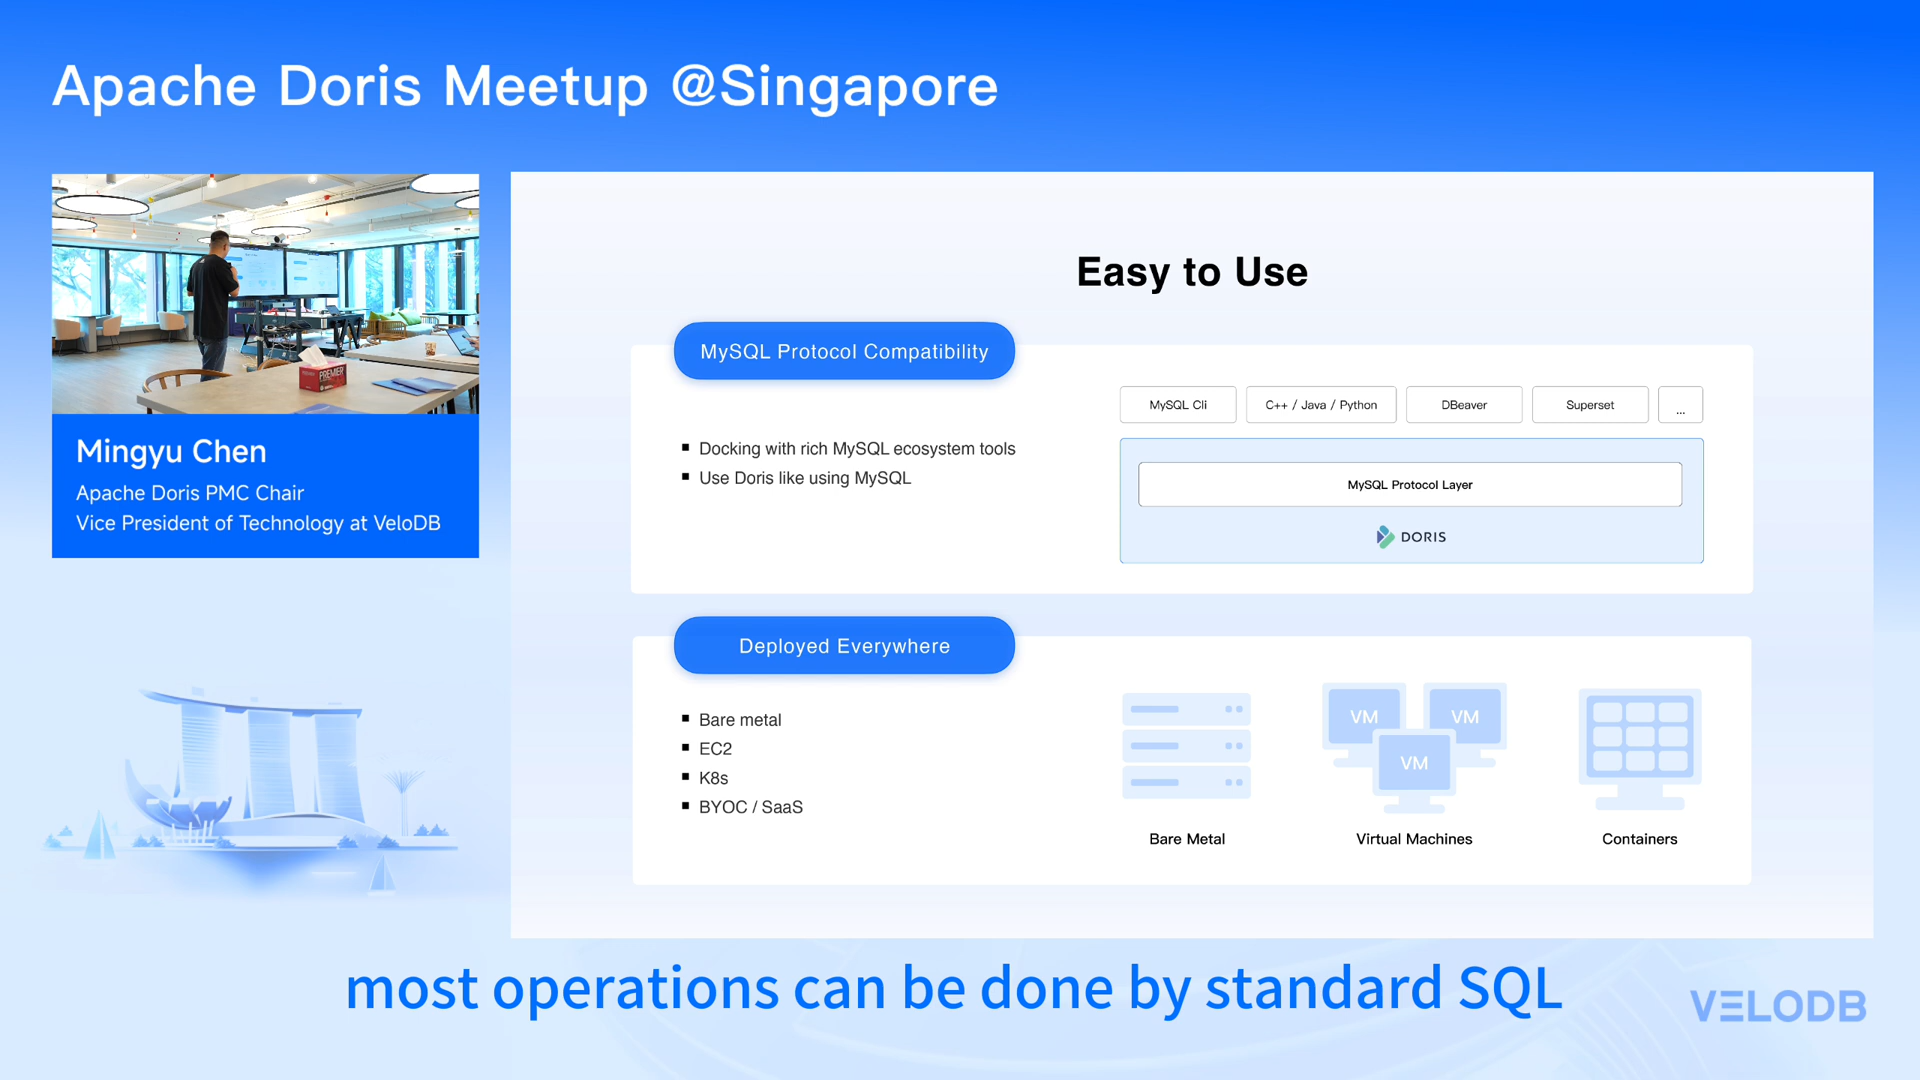 Apache Doris Meetup @Singapore
PREMIER
Mingyu Chen
Apache Doris PMC Chair
Vice President of Technology at VeloDB
Easy to Use
MySQL Protocol Compatibility
▪ Docking with rich MySQL ecosystem tools
▪ Use Doris like using MySQL
MySQL Cli
C++ / Java / Python
DBeaver
Superset
...
MySQL Protocol Layer
DORIS
Deployed Everywhere
▪ Bare metal
▪ EC2
▪ K8s
▪ BYOC / SaaS
VM
VM
VM
Bare Metal
Virtual Machines
Containers
most operations can be done by standard SQL
VELODB